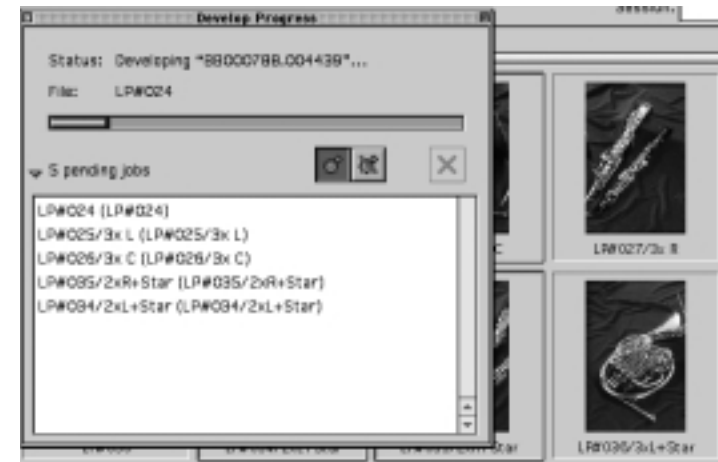 Develop Progress
Session:
Status: Developing "BB0007BB.004439"...
File: LP#024
5 pending jobs
LP#024 (LP#024)
LP#025/3x L (LP#025/3x L)
LP#026/3x C (LP#026/3x C)
LP#035/2xR+Star (LP#035/2xR+Star)
LP#034/2xL+Star (LP#034/2xL+Star)
C
LP#027/3x R
LP#036/3xL+Star